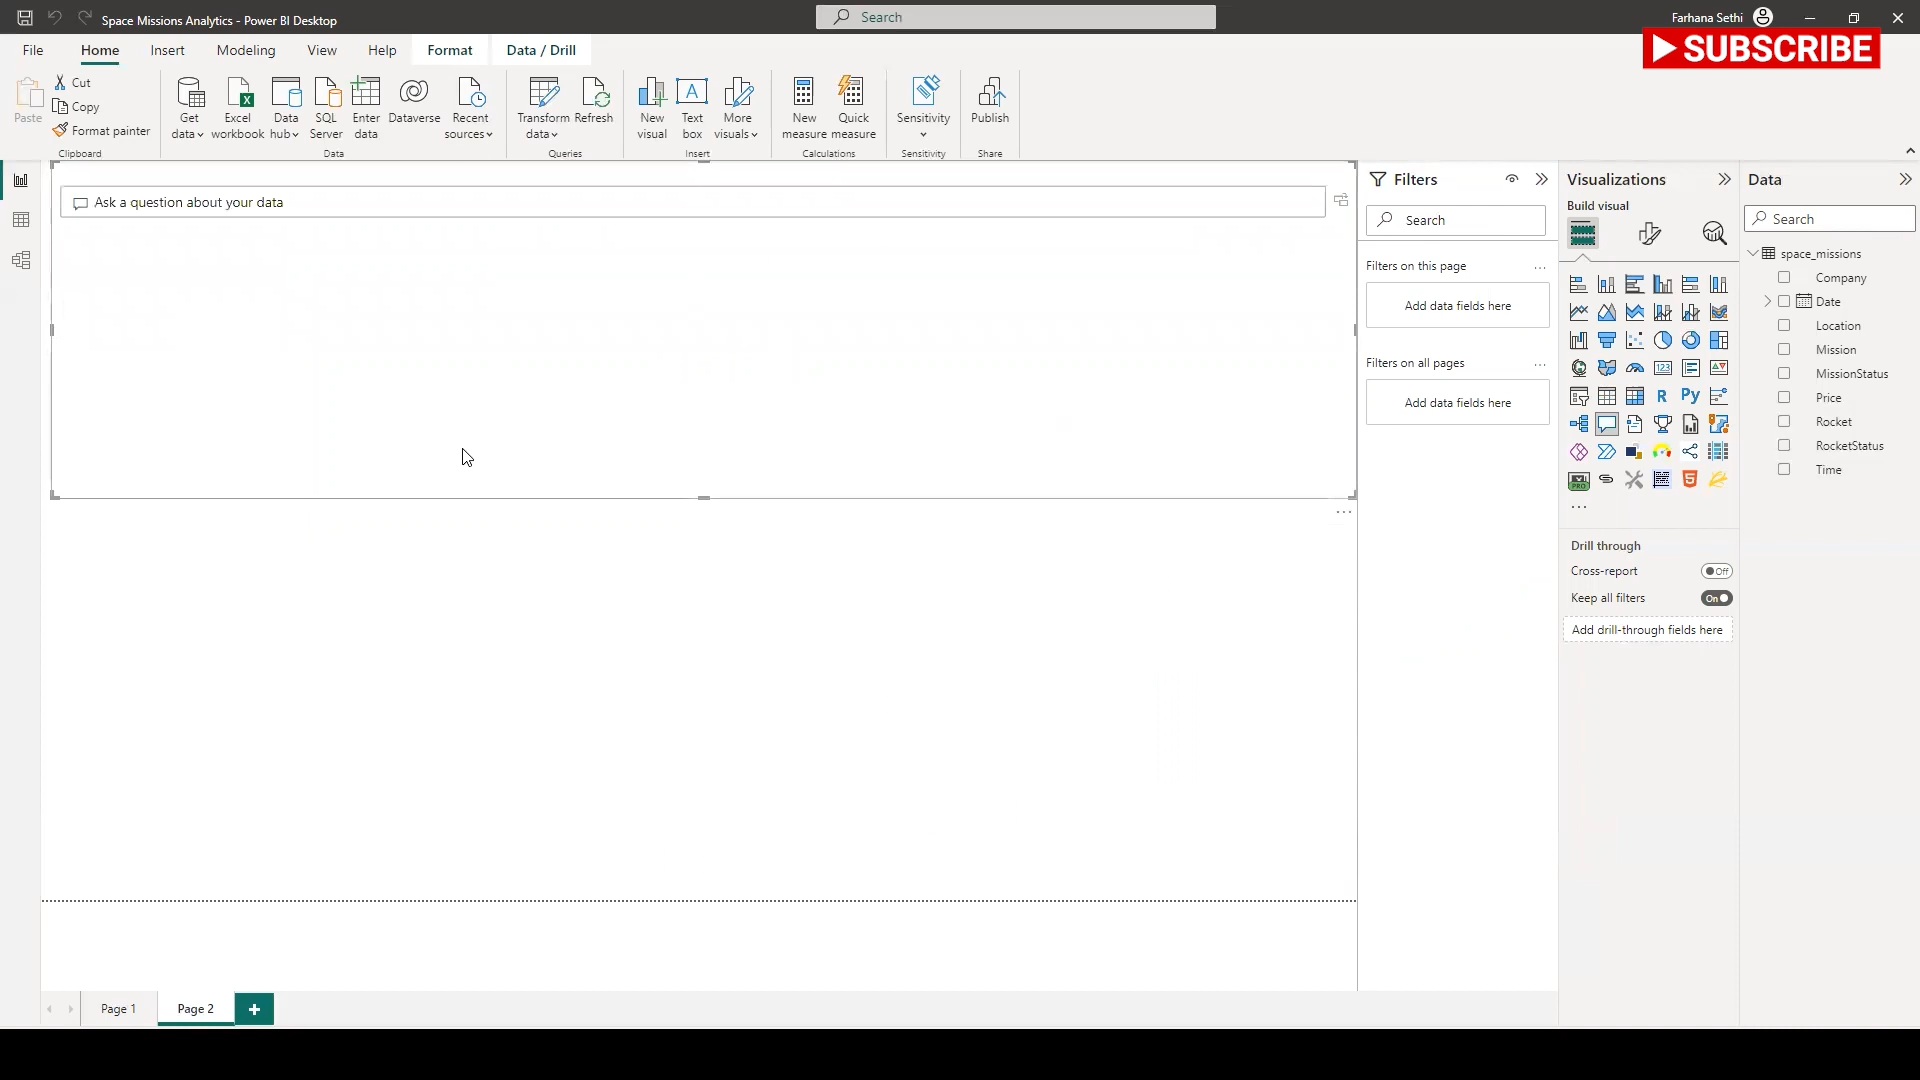 Space Missions Analytics - Power BI Desktop
Search
Farhana Sethi
File Home Insert Modeling View Help Format Data / Drill
SUBSCRIBE
Paste
Cut
Copy
Format painter
Clipboard
Get data
Excel workbook
Data hub
SQL Server
Enter data
Dataverse
Recent sources
Data
Transform data
Refresh
Queries
New visual
Text box
More visuals
Insert
New measure
Quick measure
Calculations
Sensitivity
Sensitivity
Publish
Share
Ask a question about your data
Filters
Search
Filters on this page
Add data fields here
Filters on all pages
Add data fields here
Visualizations
Build visual
123
R
Py
PRO
5
Drill through
Cross-report
Off
Keep all filters
On
Add drill-through fields here
Data
Search
space_missions
Company
Date
Location
Mission
MissionStatus
Price
Rocket
RocketStatus
Time
Page 1
Page 2